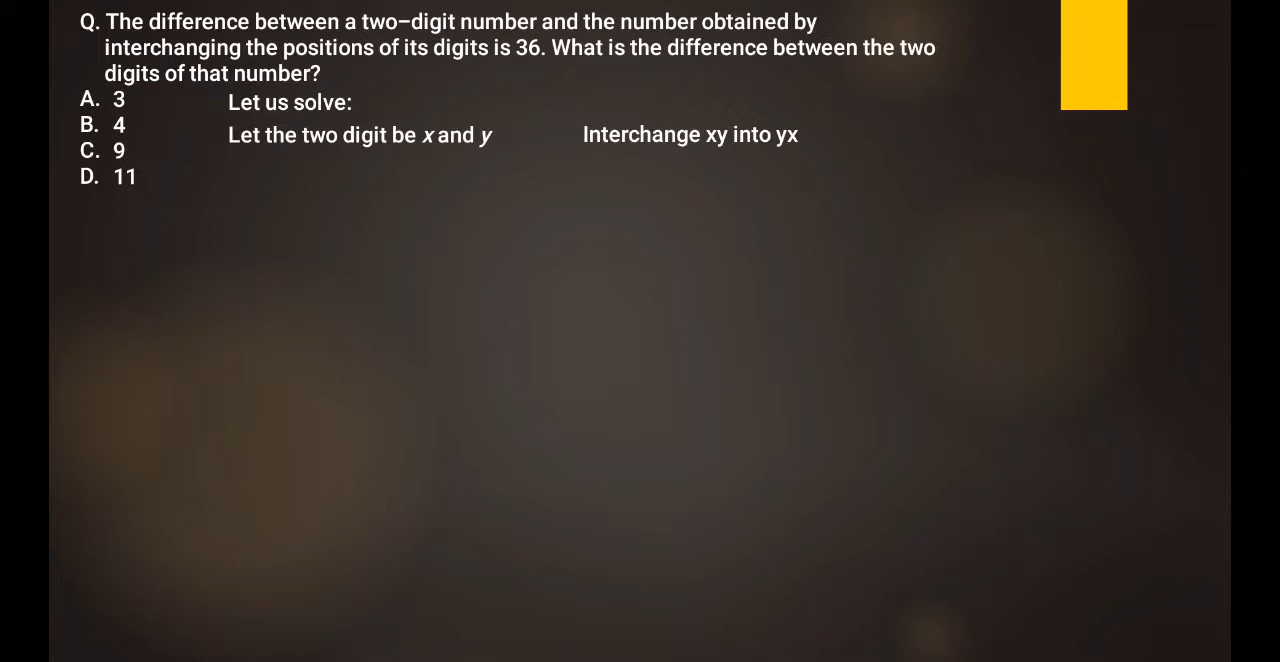 Q. The difference between a two-digit number and the number obtained by
interchanging the positions of its digits is 36. What is the difference between the two
digits of that number?
A. 3
B. 4
C. 9
D. 11
Let us solve:
Let the two digit be x and y
Interchange xy into yx